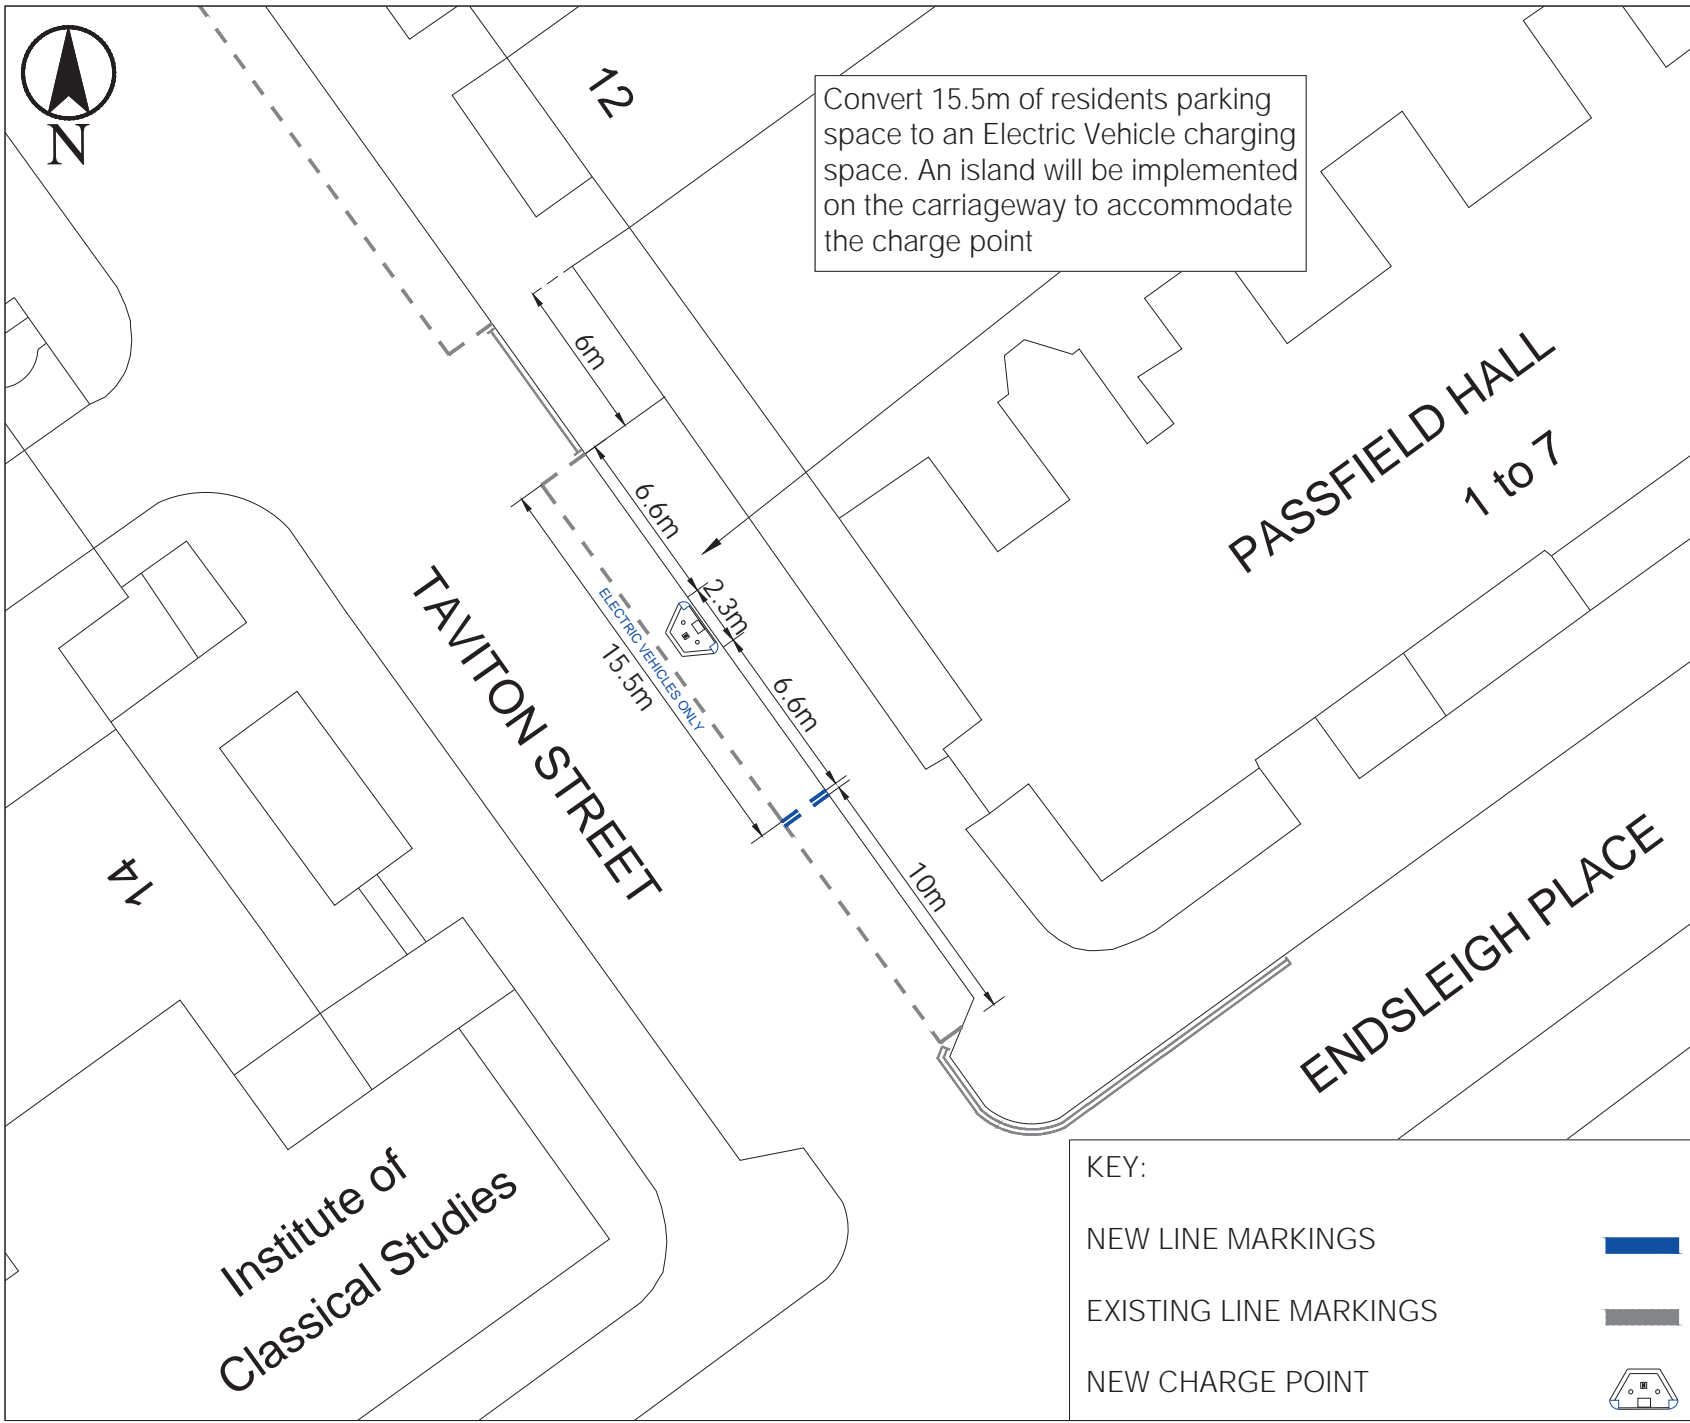 N
12
Convert 15.5m of residents parking
space to an Electric Vehicle charging
space. An island will be implemented
on the carriageway to accommodate
the charge point
6m
6.6m
2.3m
6.6m
15.5m
ELECTRIC VEHICLES ONLY
10m
TAVITON STREET
PASSFIELD HALL
1 to 7
ENDSLEIGH PLACE
14
Institute of
Classical Studies
KEY:
NEW LINE MARKINGS
EXISTING LINE MARKINGS
NEW CHARGE POINT